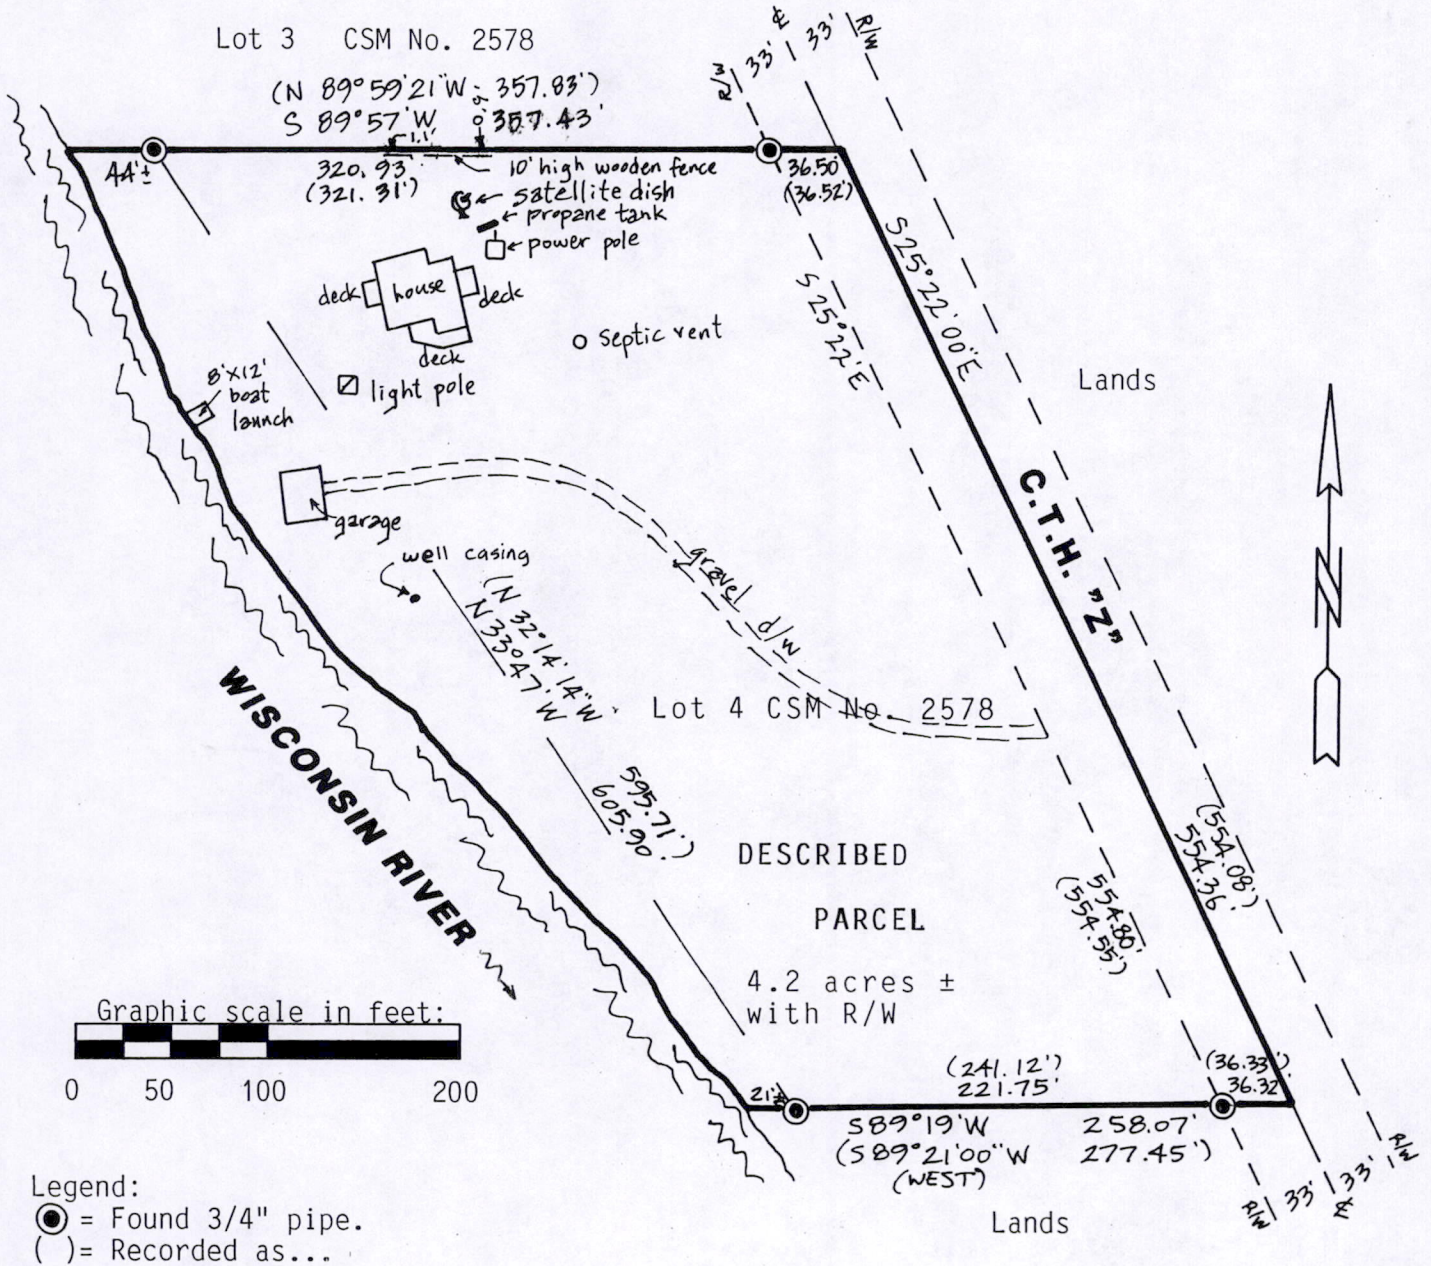 Lot 3 CSM No. 2578
(N 89°59'21"W 357.83')
S 89°57'W 357.43'
1.1'
R/W 33' ℄ 33' R/W
44'±
320.93'
(321.31')
36.50'
(36.52')
10' high wooden fence
satellite dish
propane tank
power pole
deck
house
deck
deck
septic vent
light pole
8'X12'
boat
launch
garage
well casing
S 25°22'00"E
S 25°22'E
Lands
C.T.H. "Z"
N
gravel d/w
(N 32°14'14"W
N 33°47'W
595.71')
605.90'
Lot 4 CSM No. 2578
WISCONSIN RIVER
(554.08')
554.36'
554.80'
(554.55')
DESCRIBED
PARCEL
4.2 acres ±
with R/W
Graphic scale in feet:
0 50 100 200
(241.12')
221.75'
(36.33')
36.32'
21'±
S89°19'W 258.07'
(S89°21'00"W 277.45')
(WEST)
R/W 33' ℄ 33' R/W
Lands
Legend:
= Found 3/4" pipe.
( )= Recorded as...